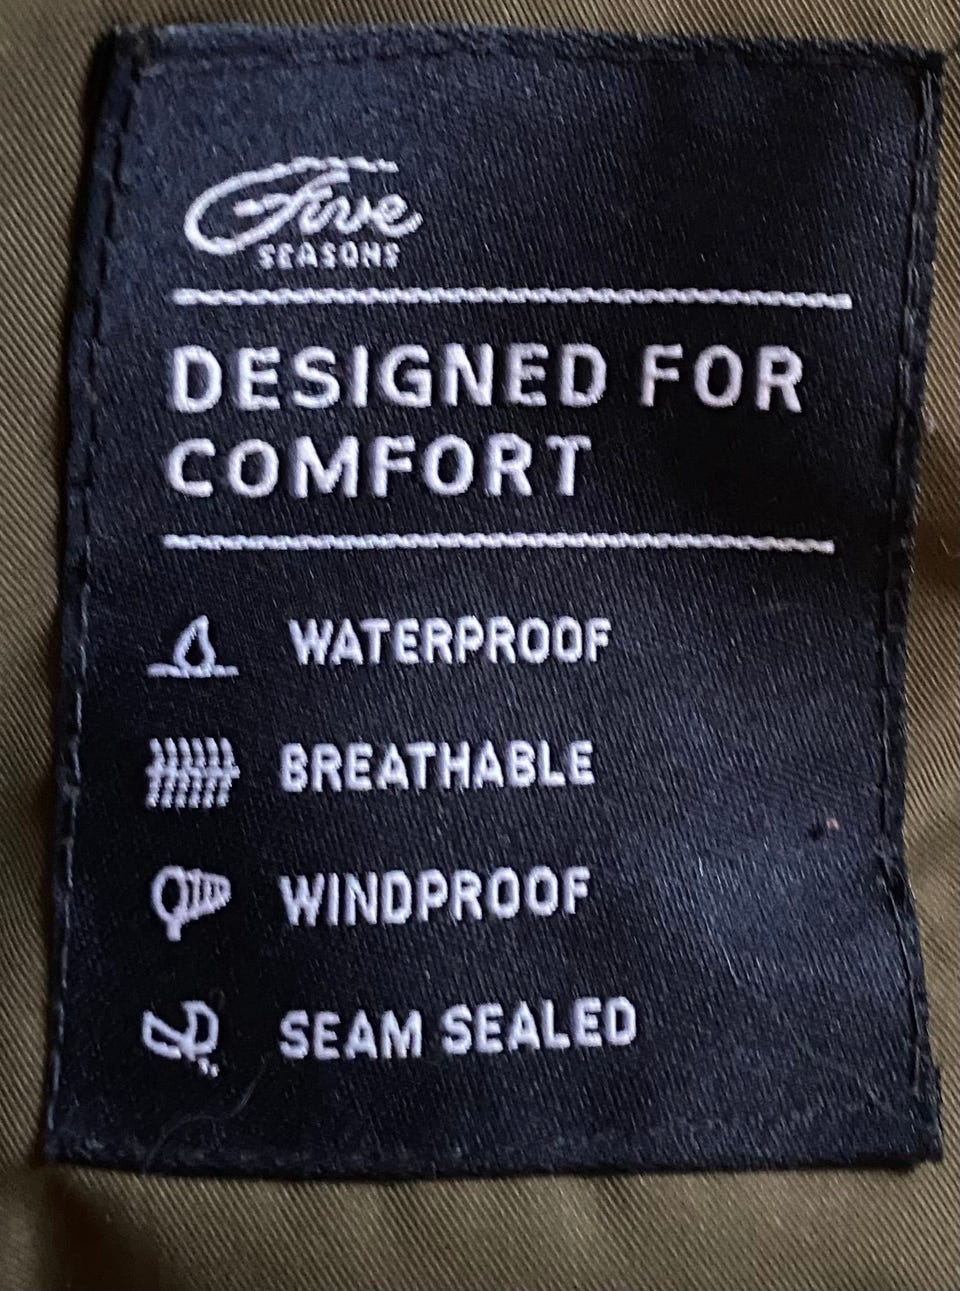 Five
SEASONS
DESIGNED FOR
COMFORT
WATERPROOF
BREATHABLE
WINDPROOF
SEAM SEALED